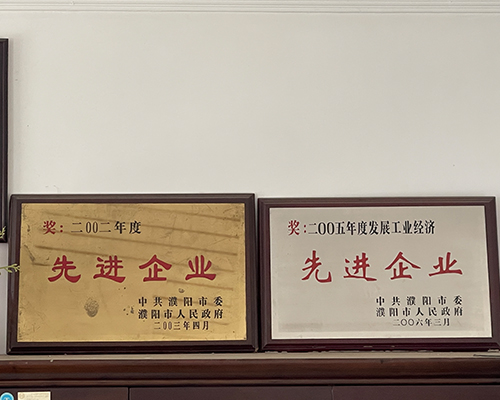 奖：二00二年度
先进企业
中共濮阳市委
濮阳市人民政府
二00三年四月
奖：二00五年度发展工业经济
先进企业
中共濮阳市委
濮阳市人民政府
二00六年三月